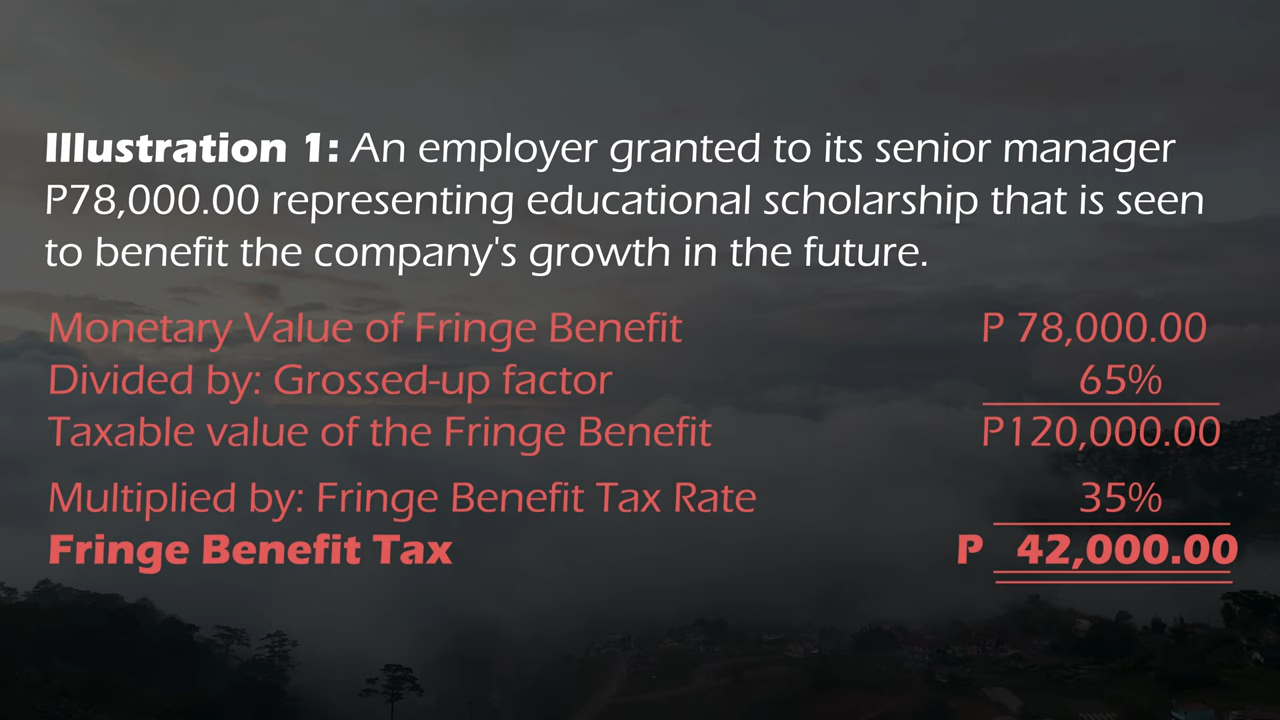 Illustration 1: An employer granted to its senior manager
P78,000.00 representing educational scholarship that is seen
to benefit the company's growth in the future.
Monetary Value of Fringe Benefit P 78,000.00
Divided by: Grossed-up factor 65%
Taxable value of the Fringe Benefit P120,000.00
Multiplied by: Fringe Benefit Tax Rate 35%
Fringe Benefit Tax P 42,000.00